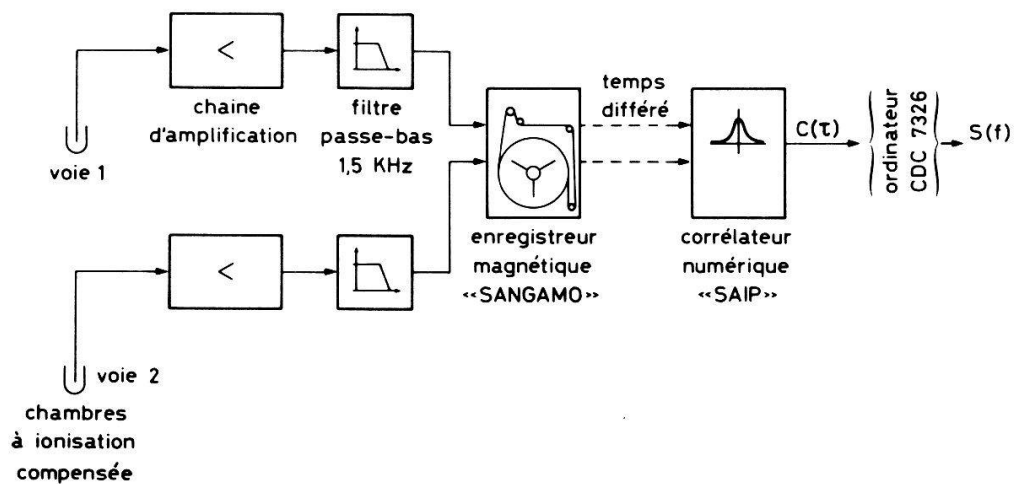 <
chaine
d'amplification
filtre
passe-bas
1,5 KHz
voie 1
temps
différé
C(τ)
ordinateur
CDC 7326
S(f)
enregistreur
magnétique
<<SANGAMO>>
corrélateur
numérique
<<SAIP>>
<
voie 2
chambres
à ionisation
compensée